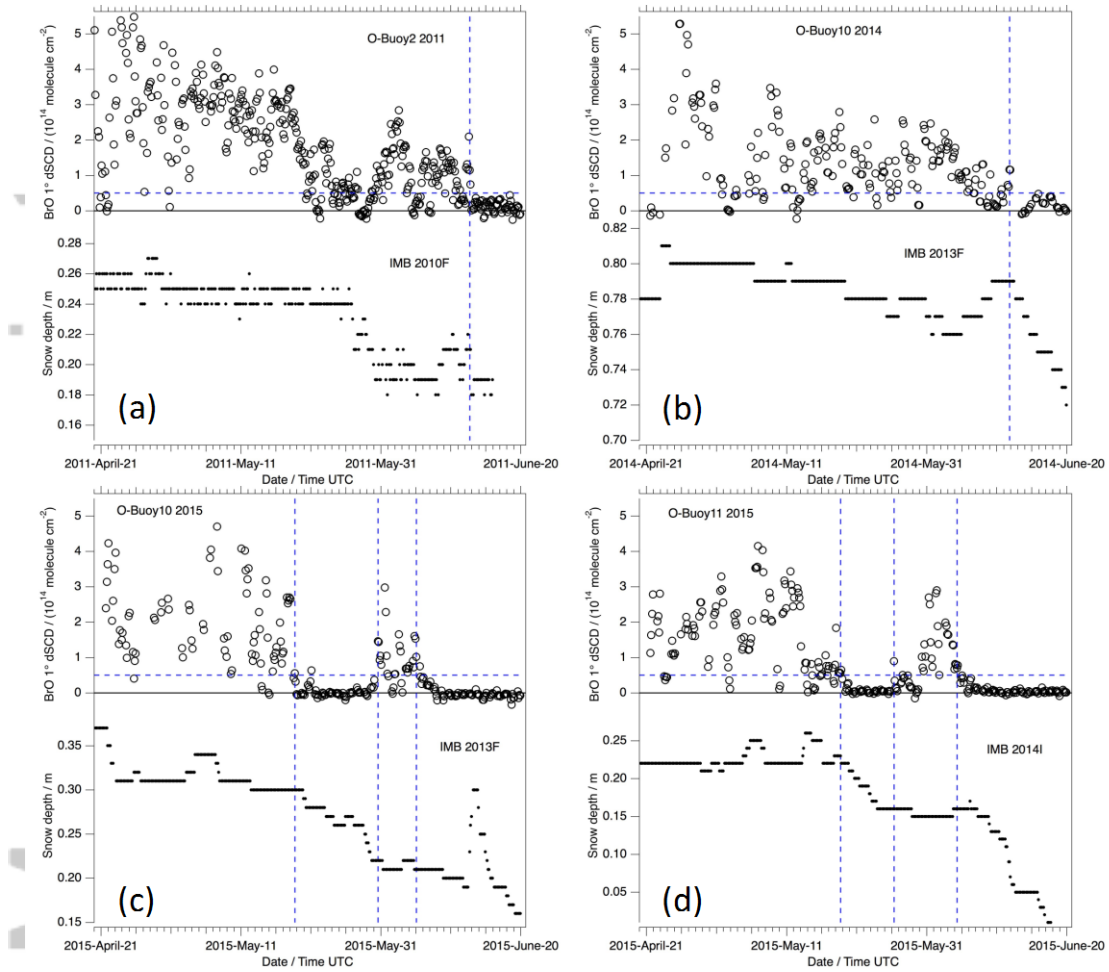 O-Buoy2 2011
BrO 1° dSCD / (10^14 molecule cm^-2)
5
4
3
2
1
0
IMB 2010F
Snow depth / m
0.28
0.26
0.24
0.22
0.20
0.18
0.16
(a)
2011-April-21
2011-May-11
2011-May-31
2011-June-20
Date / Time UTC
O-Buoy10 2014
BrO 1° dSCD / (10^14 molecule cm^-2)
5
4
3
2
1
0
IMB 2013F
Snow depth / m
0.82
0.80
0.78
0.76
0.74
0.72
0.70
(b)
2014-April-21
2014-May-11
2014-May-31
2014-June-20
Date / Time UTC
O-Buoy10 2015
BrO 1° dSCD / (10^14 molecule cm^-2)
5
4
3
2
1
0
IMB 2013F
Snow depth / m
0.35
0.30
0.25
0.20
0.15
(c)
2015-April-21
2015-May-11
2015-May-31
2015-June-20
Date / Time UTC
O-Buoy11 2015
BrO 1° dSCD / (10^14 molecule cm^-2)
5
4
3
2
1
0
IMB 2014I
Snow depth / m
0.25
0.20
0.15
0.10
0.05
(d)
2015-April-21
2015-May-11
2015-May-31
2015-June-20
Date / Time UTC